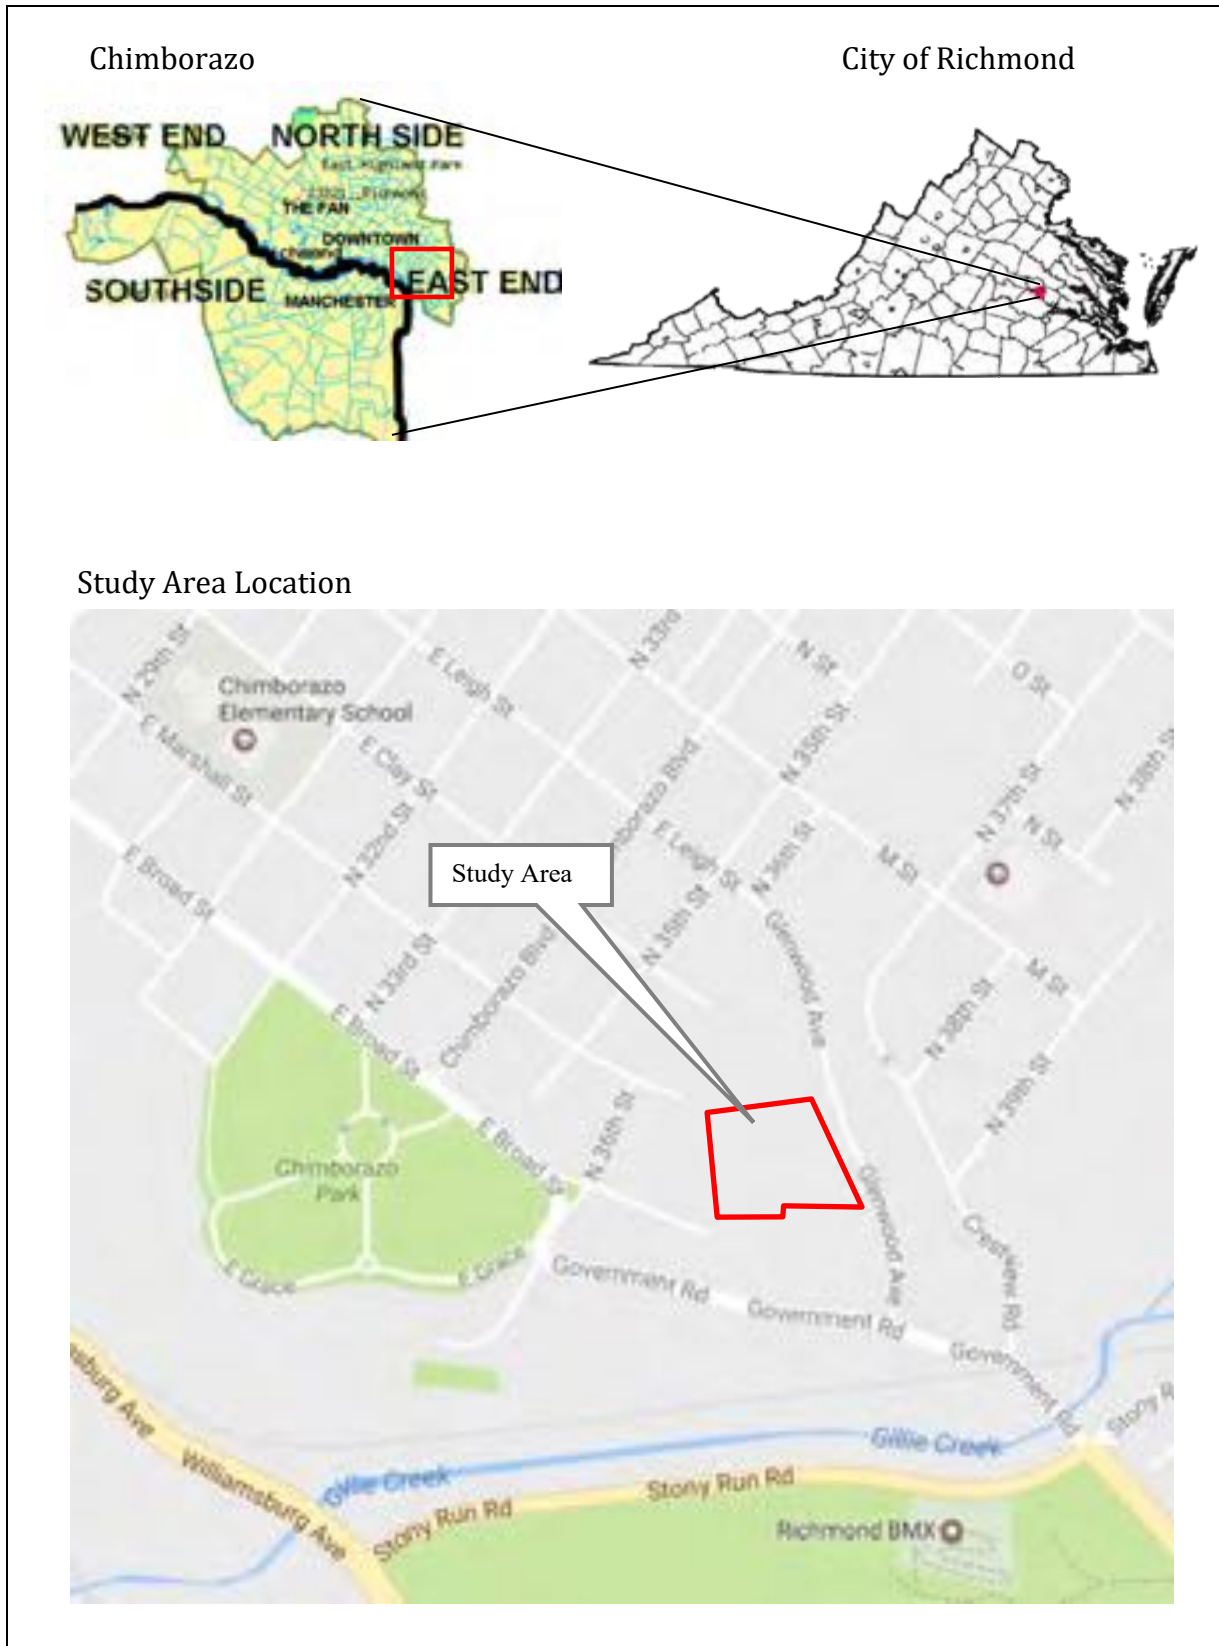 Chimborazo
City of Richmond
WEST END
NORTH SIDE
East Highland Park
THE FAN
DOWNTOWN
EAST END
SOUTHSIDE
MANCHESTER
Study Area Location
N 29th St
Chimborazo
Elementary School
E Marshall St
E Leigh St
N 33rd
N St
O St
E Clay St
N 35th St
N 38th St
N 37th St
N St
E Broad St
N 32nd St
E Leigh St
N 36th St
M St
Study Area
N 33rd St
Chimborazo Blvd
N 35th St
Glenwood Ave
M St
N 38th St
E Broad St
N 39th St
E Broad St
N 36th St
Chimborazo
Park
Glenwood Ave
Crestview Rd
E Grace
E Grace
Government Rd
Government Rd
Government Rd
Williamsburg Ave
Gillie Creek
Gillie Creek
Stony Run Rd
Stony Run Rd
Stony R
Richmond BMX